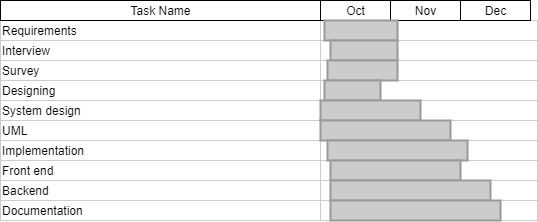 Task Name Oct Nov Dec
Requirements
Interview
Survey
Designing
System design
UML
Implementation
Front end
Backend
Documentation